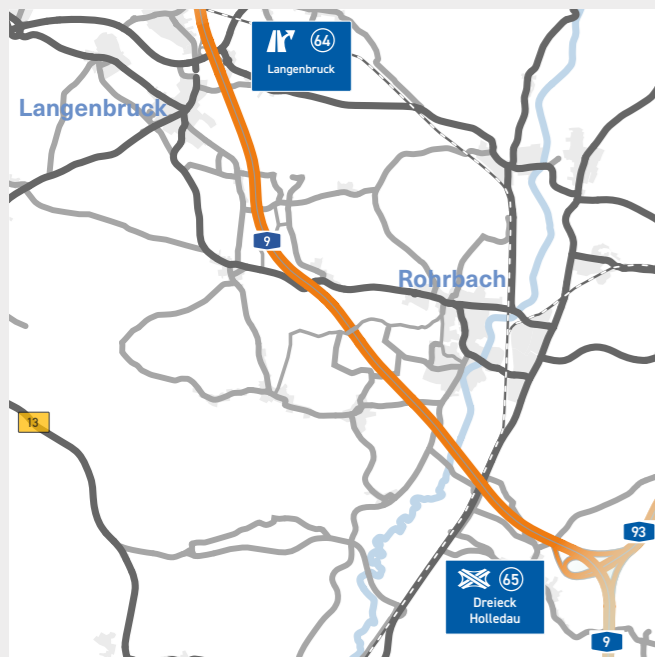 64
Langenbruck
Langenbruck
9
Rohrbach
13
93
65
Dreieck
Holledau
9